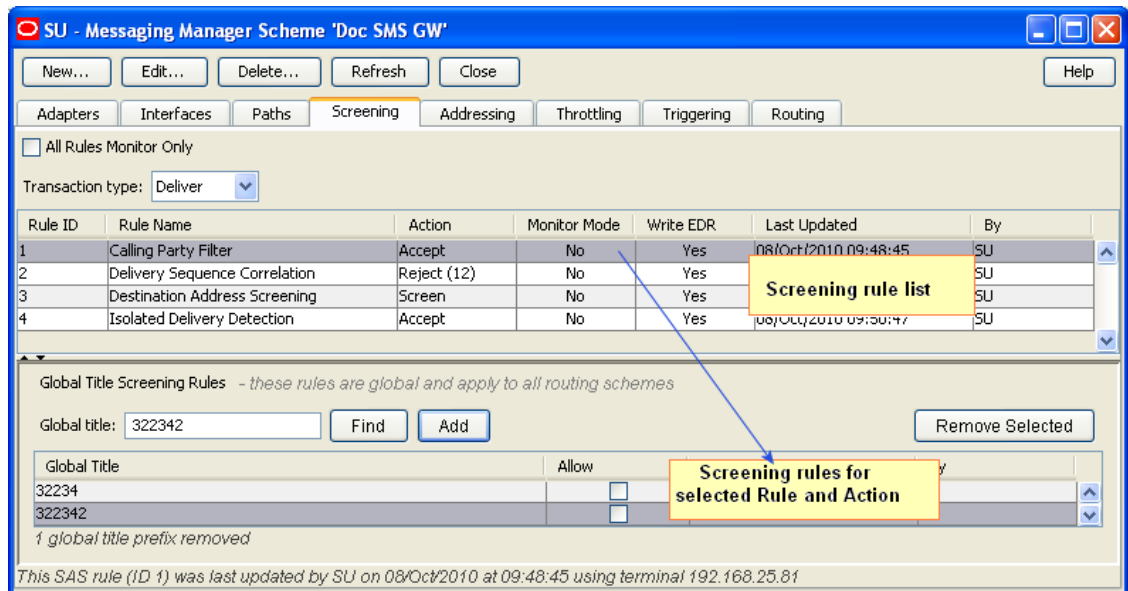 SU - Messaging Manager Scheme 'Doc SMS GW'
New... Edit... Delete... Refresh Close Help
Adapters Interfaces Paths Screening Addressing Throttling Triggering Routing
All Rules Monitor Only
Transaction type: Deliver
Rule ID Rule Name Action Monitor Mode Write EDR Last Updated By
1 Calling Party Filter Accept No Yes 08/Oct/2010 09:48:45 SU
2 Delivery Sequence Correlation Reject (12) No Yes SU
Screening rule list
3 Destination Address Screening Screen No Yes SU
4 Isolated Delivery Detection Accept No Yes 08/Oct/2010 09:50:47 SU
Global Title Screening Rules - these rules are global and apply to all routing schemes
Global title: 322342 Find Add Remove Selected
Global Title Allow
Screening rules for
selected Rule and Action
32234
322342
1 global title prefix removed
This SAS rule (ID 1) was last updated by SU on 08/Oct/2010 at 09:48:45 using terminal 192.168.25.81